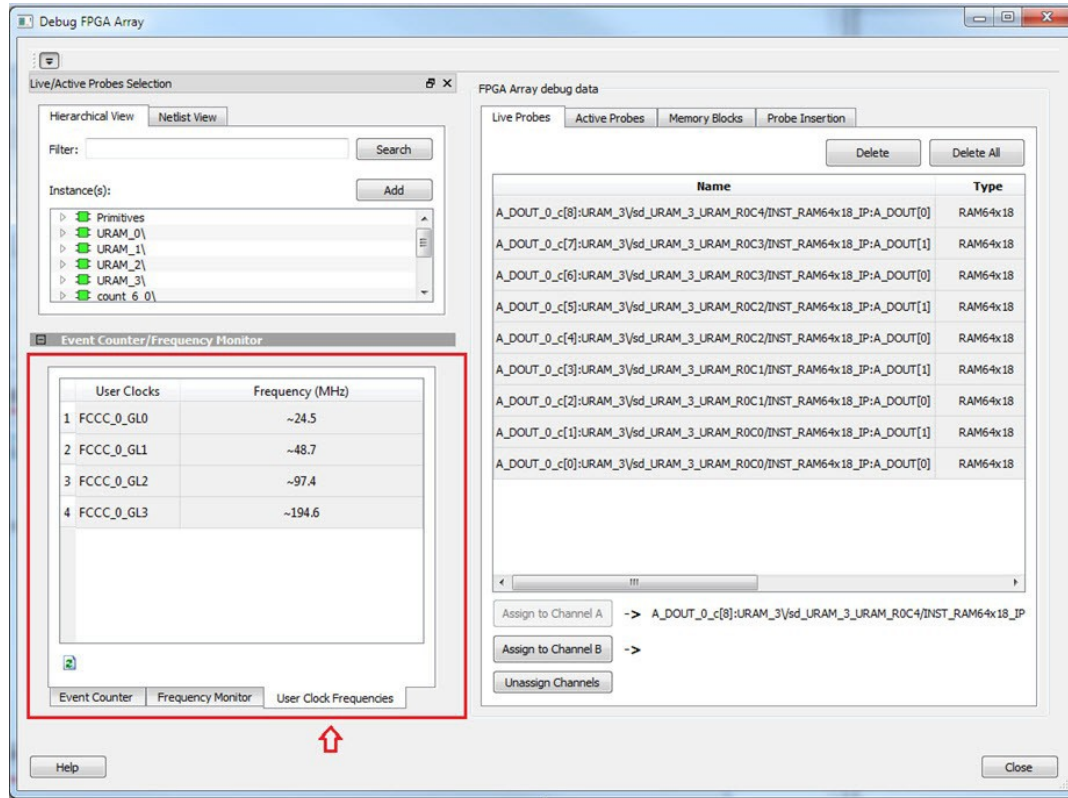 Debug FPGA Array
Live/Active Probes Selection
Hierarchical View Netlist View
Filter: Search
Instance(s): Add
Primitives
URAM_0\
URAM_1\
URAM_2\
URAM_3\
count_6_0\
Event Counter/Frequency Monitor
User Clocks Frequency (MHz)
1 FCCC_0_GL0 ~24.5
2 FCCC_0_GL1 ~48.7
3 FCCC_0_GL2 ~97.4
4 FCCC_0_GL3 ~194.6
Event Counter Frequency Monitor User Clock Frequencies
FPGA Array debug data
Live Probes Active Probes Memory Blocks Probe Insertion
Delete Delete All
Name Type
A_DOUT_0_c[8]:URAM_3\/sd_URAM_3_URAM_R0C4/INST_RAM64x18_IP:A_DOUT[0] RAM64x18
A_DOUT_0_c[7]:URAM_3\/sd_URAM_3_URAM_R0C3/INST_RAM64x18_IP:A_DOUT[1] RAM64x18
A_DOUT_0_c[6]:URAM_3\/sd_URAM_3_URAM_R0C3/INST_RAM64x18_IP:A_DOUT[0] RAM64x18
A_DOUT_0_c[5]:URAM_3\/sd_URAM_3_URAM_R0C2/INST_RAM64x18_IP:A_DOUT[1] RAM64x18
A_DOUT_0_c[4]:URAM_3\/sd_URAM_3_URAM_R0C2/INST_RAM64x18_IP:A_DOUT[0] RAM64x18
A_DOUT_0_c[3]:URAM_3\/sd_URAM_3_URAM_R0C1/INST_RAM64x18_IP:A_DOUT[1] RAM64x18
A_DOUT_0_c[2]:URAM_3\/sd_URAM_3_URAM_R0C1/INST_RAM64x18_IP:A_DOUT[0] RAM64x18
A_DOUT_0_c[1]:URAM_3\/sd_URAM_3_URAM_R0C0/INST_RAM64x18_IP:A_DOUT[1] RAM64x18
A_DOUT_0_c[0]:URAM_3\/sd_URAM_3_URAM_R0C0/INST_RAM64x18_IP:A_DOUT[0] RAM64x18
Assign to Channel A -> A_DOUT_0_c[8]:URAM_3\/sd_URAM_3_URAM_R0C4/INST_RAM64x18_IP
Assign to Channel B ->
Unassign Channels
Help Close